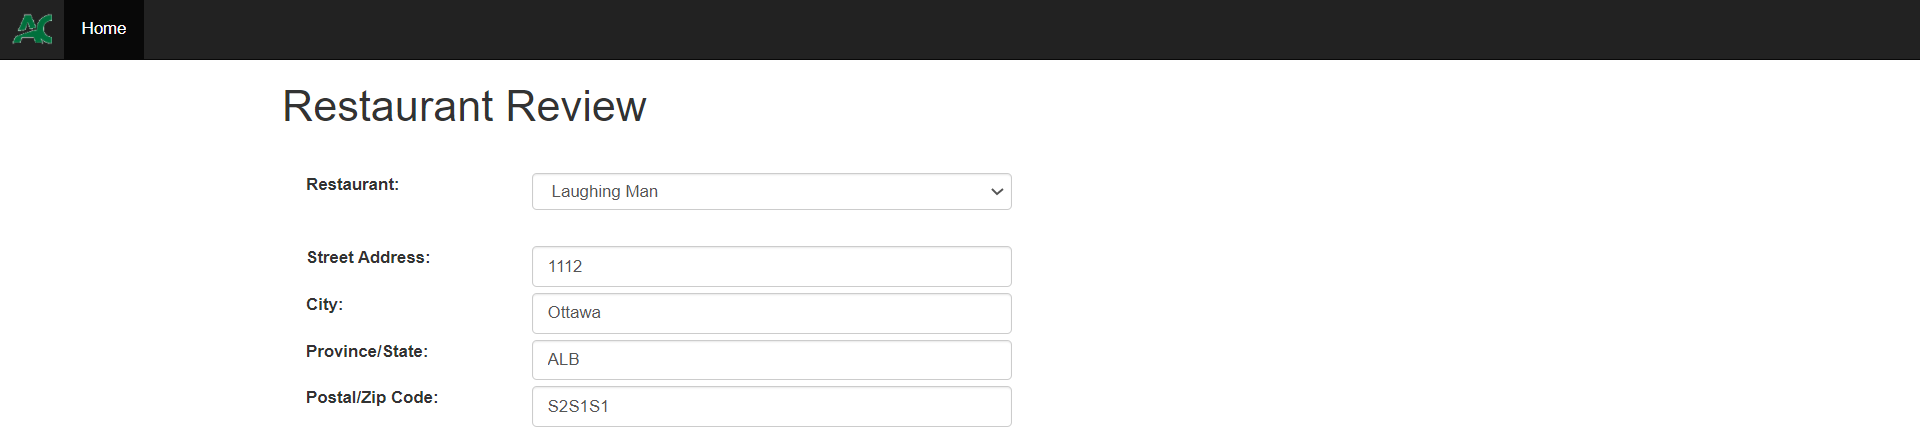 AC Home
Restaurant Review
Restaurant: Laughing Man
Street Address: 1112
City: Ottawa
Province/State: ALB
Postal/Zip Code: S2S1S1